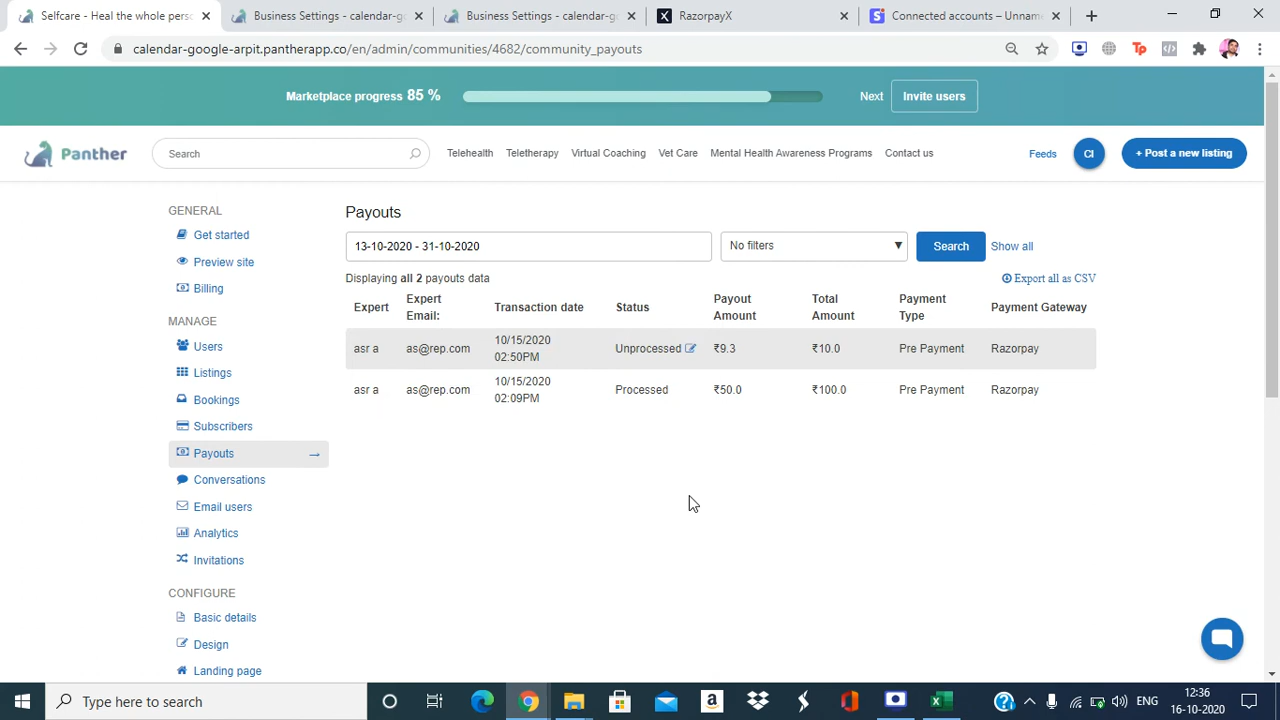 Selfcare - Heal the whole perso
Business Settings - calendar-go
Business Settings - calendar-go
RazorpayX
Connected accounts – Unnam
calendar-google-arpit.pantherapp.co/en/admin/communities/4682/community_payouts
Marketplace progress 85 %
Next
Invite users
Panther
Search
Telehealth
Teletherapy
Virtual Coaching
Vet Care
Mental Health Awareness Programs
Contact us
Feeds
CI
+ Post a new listing
GENERAL
Get started
Preview site
Billing
MANAGE
Users
Listings
Bookings
Subscribers
Payouts
Conversations
Email users
Analytics
Invitations
CONFIGURE
Basic details
Design
Landing page
Payouts
13-10-2020 - 31-10-2020
No filters
Search
Show all
Displaying all 2 payouts data
Export all as CSV
Expert
Expert Email:
Transaction date
Status
Payout Amount
Total Amount
Payment Type
Payment Gateway
asr a
as@rep.com
10/15/2020 02:50PM
Unprocessed
₹9.3
₹10.0
Pre Payment
Razorpay
asr a
as@rep.com
10/15/2020 02:09PM
Processed
₹50.0
₹100.0
Pre Payment
Razorpay
Type here to search
ENG
12:36
16-10-2020